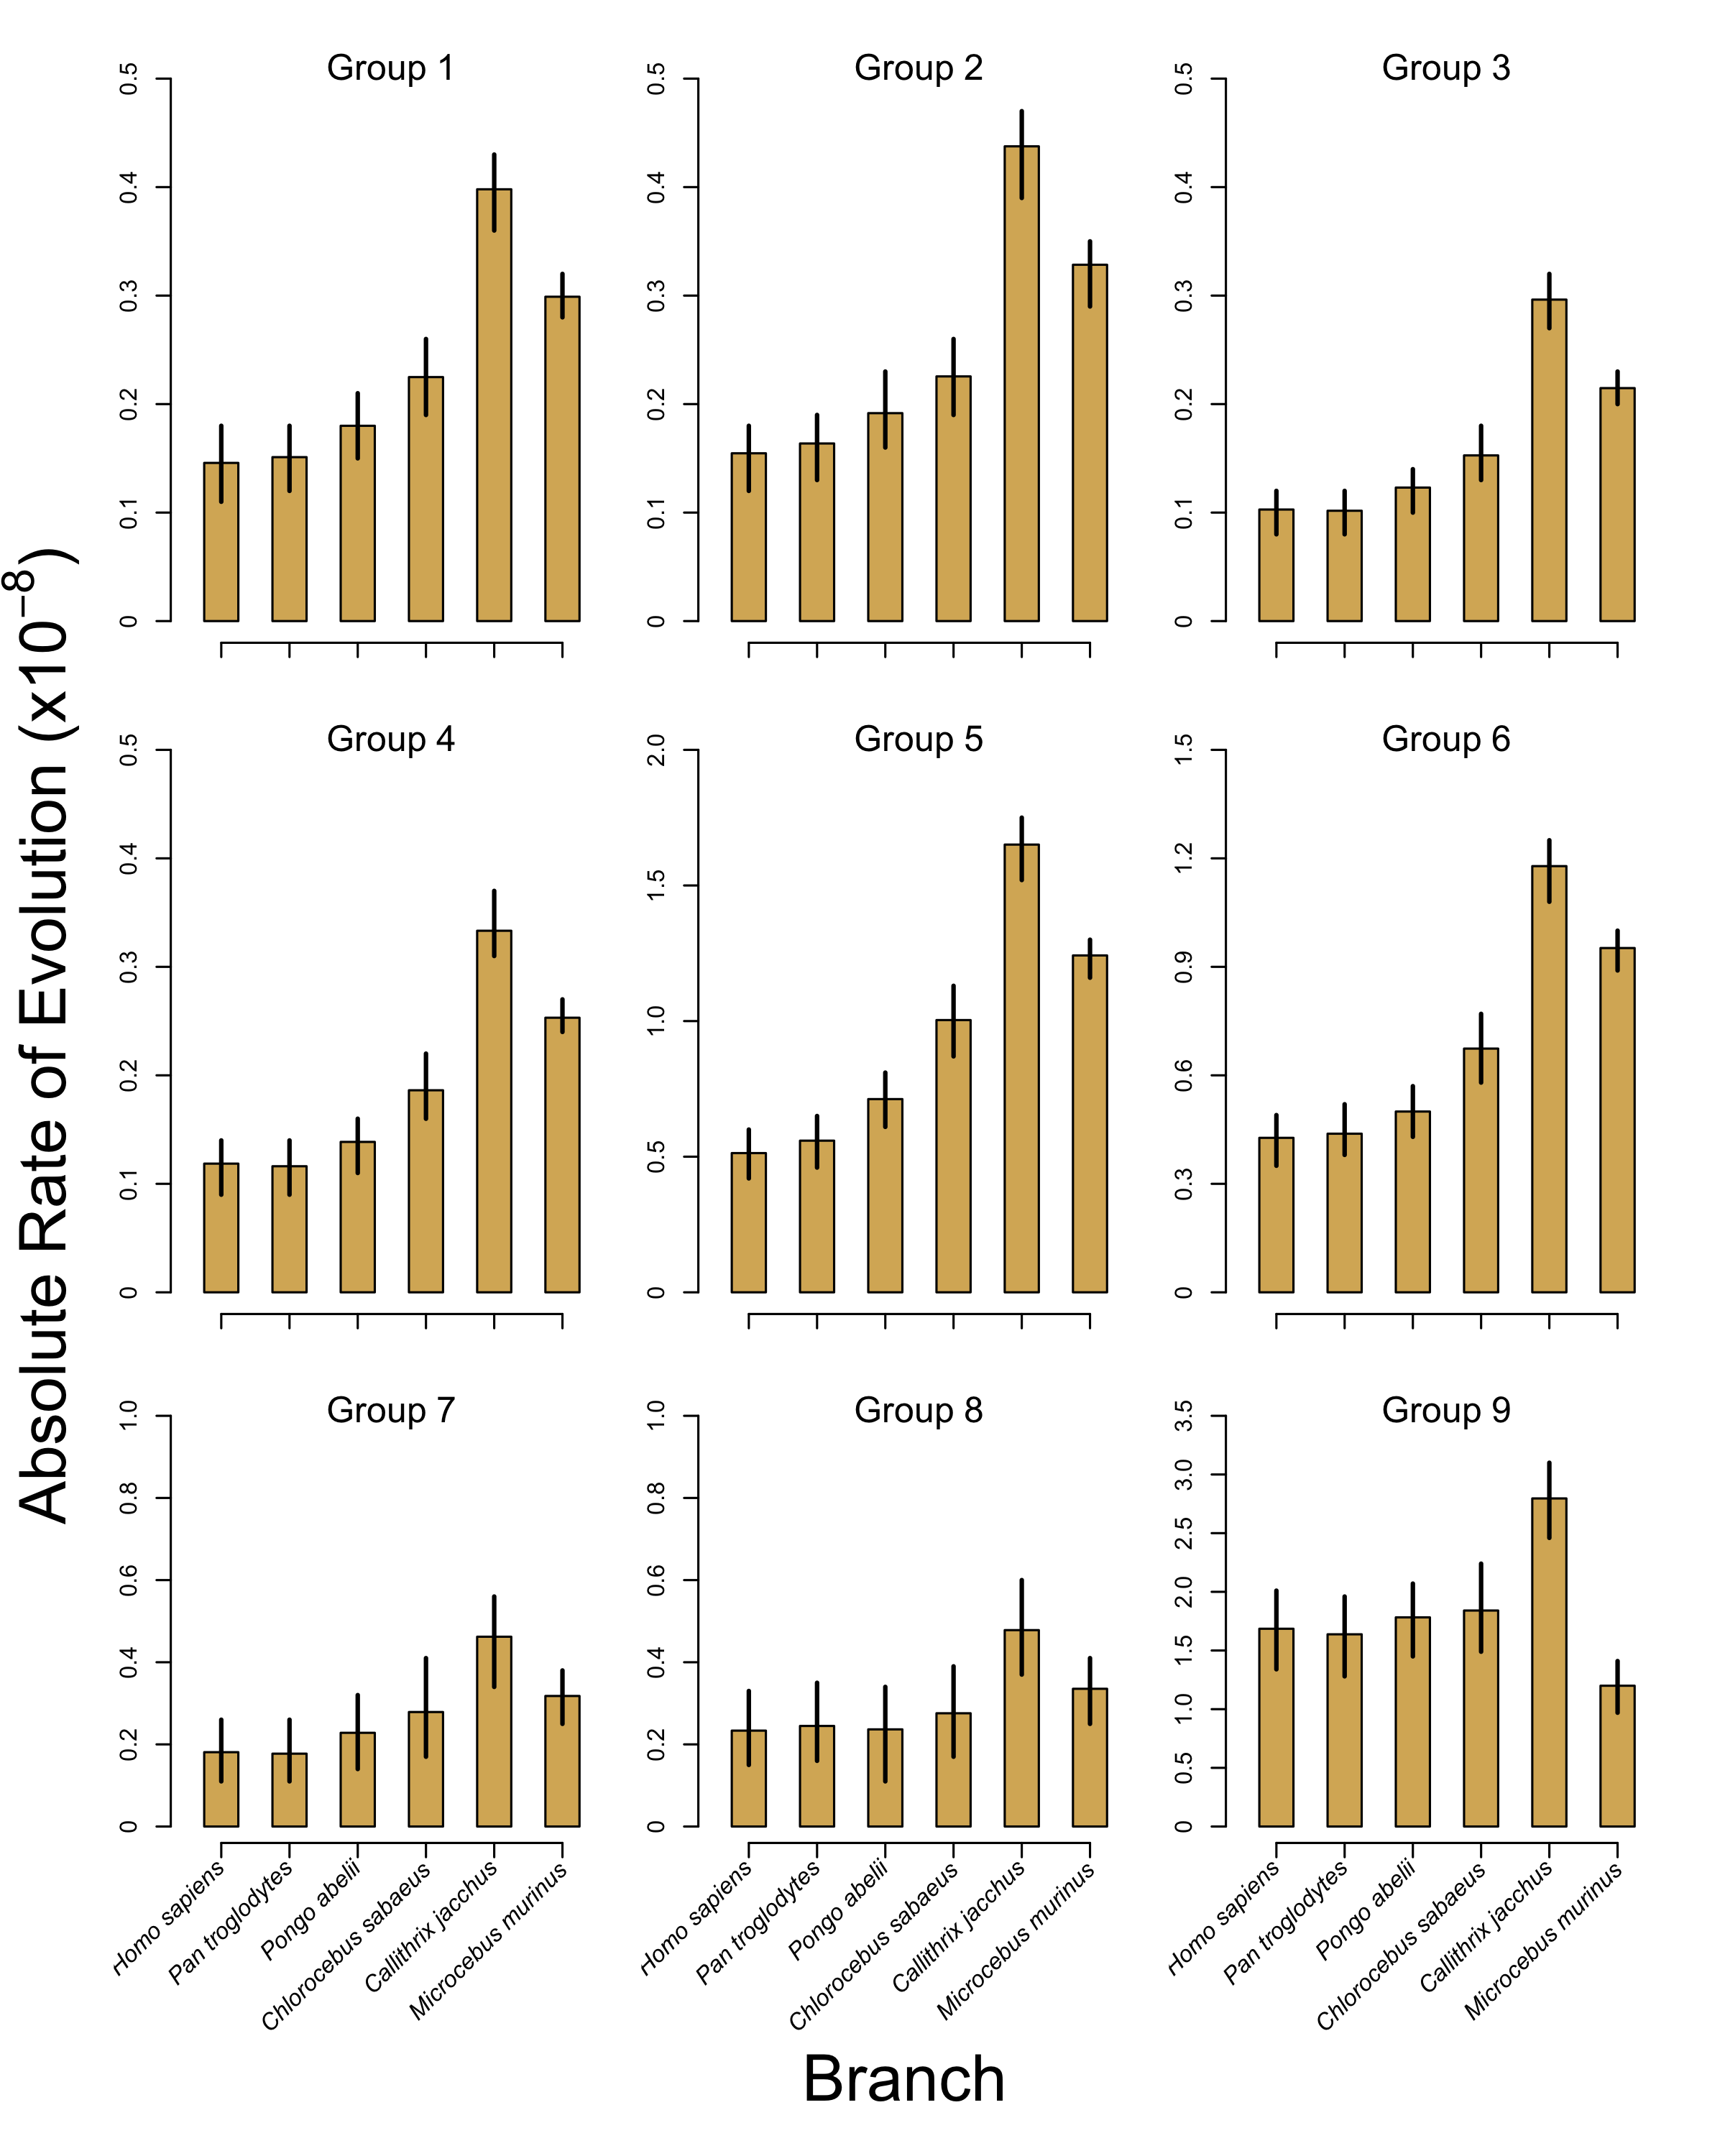 Absolute Rate of Evolution (x10⁻⁸)
Group 1
0.5
0.4
0.3
0.2
0.1
0
Group 2
0.5
0.4
0.3
0.2
0.1
0
Group 3
0.5
0.4
0.3
0.2
0.1
0
Group 4
0.5
0.4
0.3
0.2
0.1
0
Group 5
2.0
1.5
1.0
0.5
0
Group 6
1.5
1.2
0.9
0.6
0.3
0
Group 7
1.0
0.8
0.6
0.4
0.2
0
Homo sapiens
Pan troglodytes
Pongo abelii
Chlorocebus sabaeus
Callithrix jacchus
Microcebus murinus
Group 8
1.0
0.8
0.6
0.4
0.2
0
Homo sapiens
Pan troglodytes
Pongo abelii
Chlorocebus sabaeus
Callithrix jacchus
Microcebus murinus
Group 9
3.5
3.0
2.5
2.0
1.5
1.0
0.5
0
Homo sapiens
Pan troglodytes
Pongo abelii
Chlorocebus sabaeus
Callithrix jacchus
Microcebus murinus
Branch